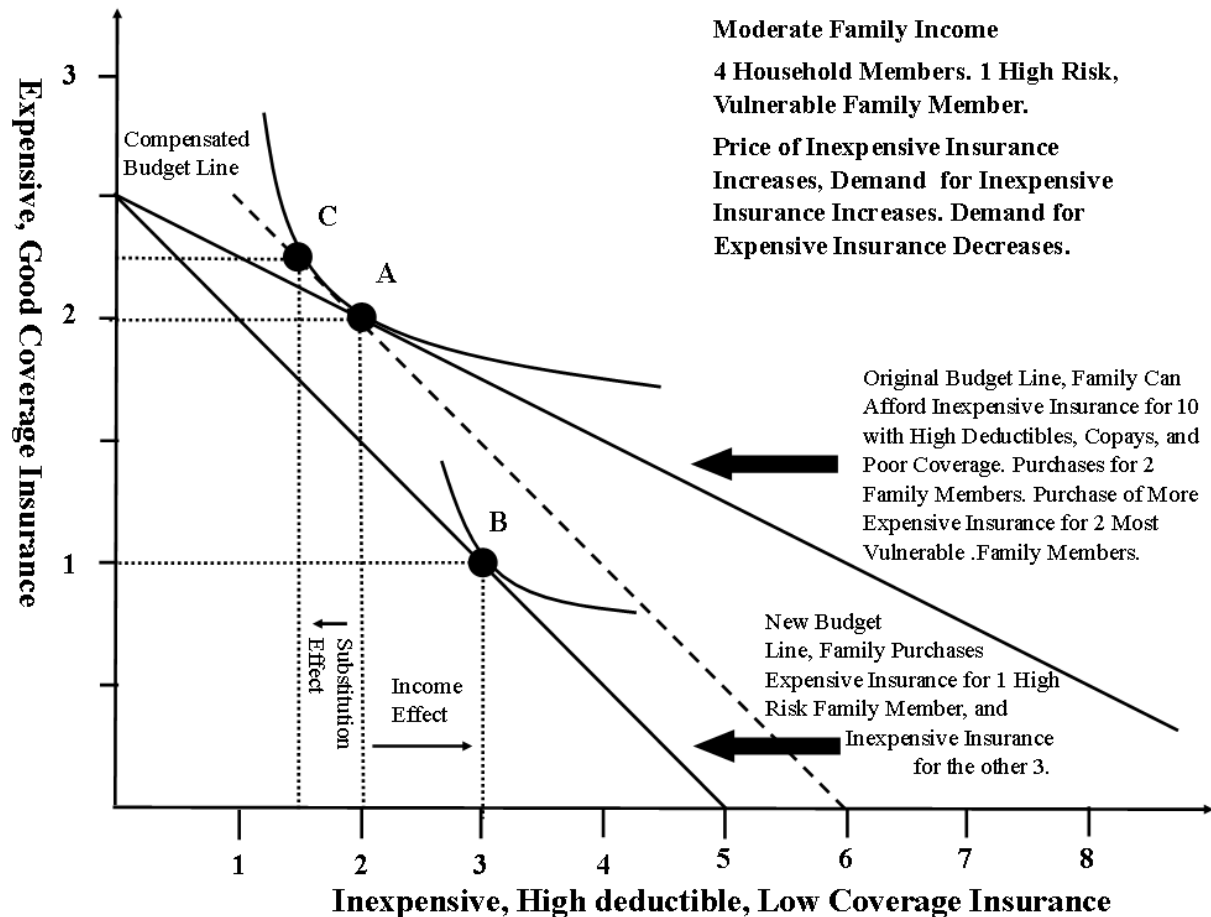 Moderate Family Income
4 Household Members. 1 High Risk,
Vulnerable Family Member.
Price of Inexpensive Insurance
Increases, Demand for Inexpensive
Insurance Increases. Demand for
Expensive Insurance Decreases.
Expensive, Good Coverage Insurance
3
2
1
Compensated
Budget Line
C
A
B
Original Budget Line, Family Can
Afford Inexpensive Insurance for 10
with High Deductibles, Copays, and
Poor Coverage. Purchases for 2
Family Members. Purchase of More
Expensive Insurance for 2 Most
Vulnerable .Family Members.
New Budget
Line, Family Purchases
Expensive Insurance for 1 High
Risk Family Member, and
Inexpensive Insurance
for the other 3.
Substitution
Effect
Income
Effect
1 2 3 4 5 6 7 8
Inexpensive, High deductible, Low Coverage Insurance